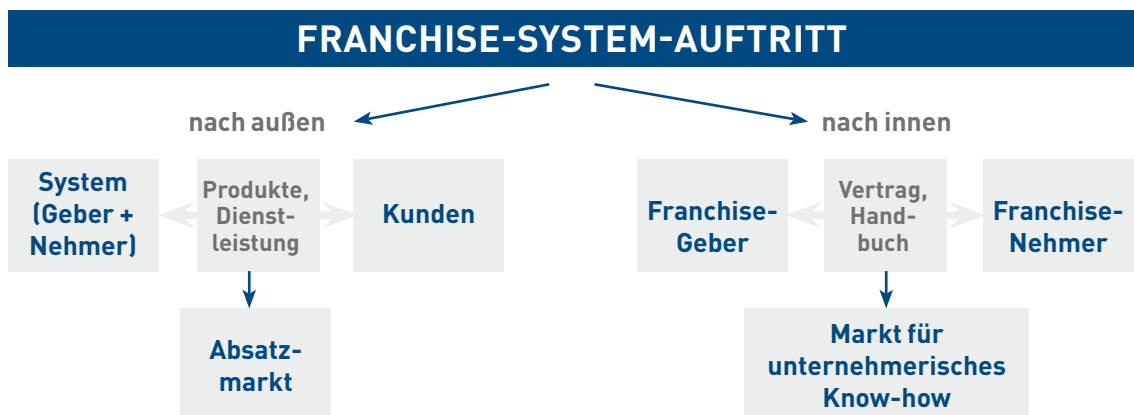 FRANCHISE-SYSTEM-AUFTRITT
nach außen
nach innen
System
(Geber +
Nehmer)
Produkte,
Dienst-
leistung
Kunden
Franchise-
Geber
Vertrag,
Hand-
buch
Franchise-
Nehmer
Absatz-
markt
Markt für
unternehmerisches
Know-how